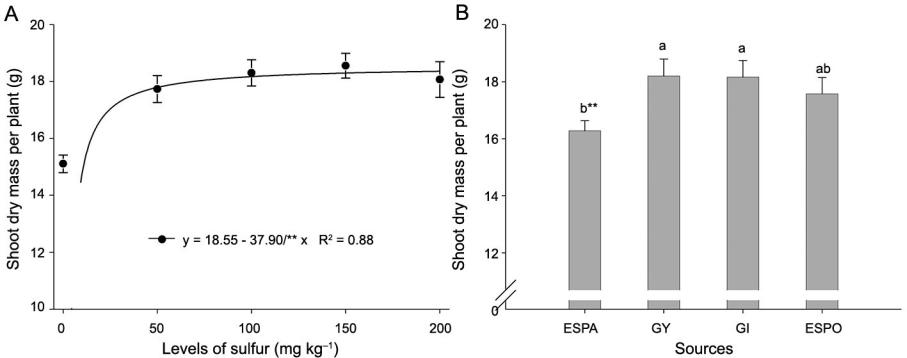 A
Shoot dry mass per plant (g)
20
18
16
14
12
10
y = 18.55 - 37.90/** x R² = 0.88
0 50 100 150 200
Levels of sulfur (mg kg⁻¹)
B
Shoot dry mass per plant (g)
20
18
16
14
12
0
b**
a
a
ab
ESPA GY GI ESPO
Sources